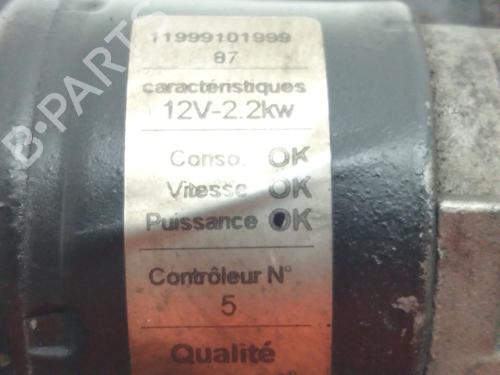 11999101999
87
caractéristiques
12V-2.2kw
Conso. OK
Vitesse OK
Puissance OK
Contrôleur N°
5
Qualité
B-PARTS